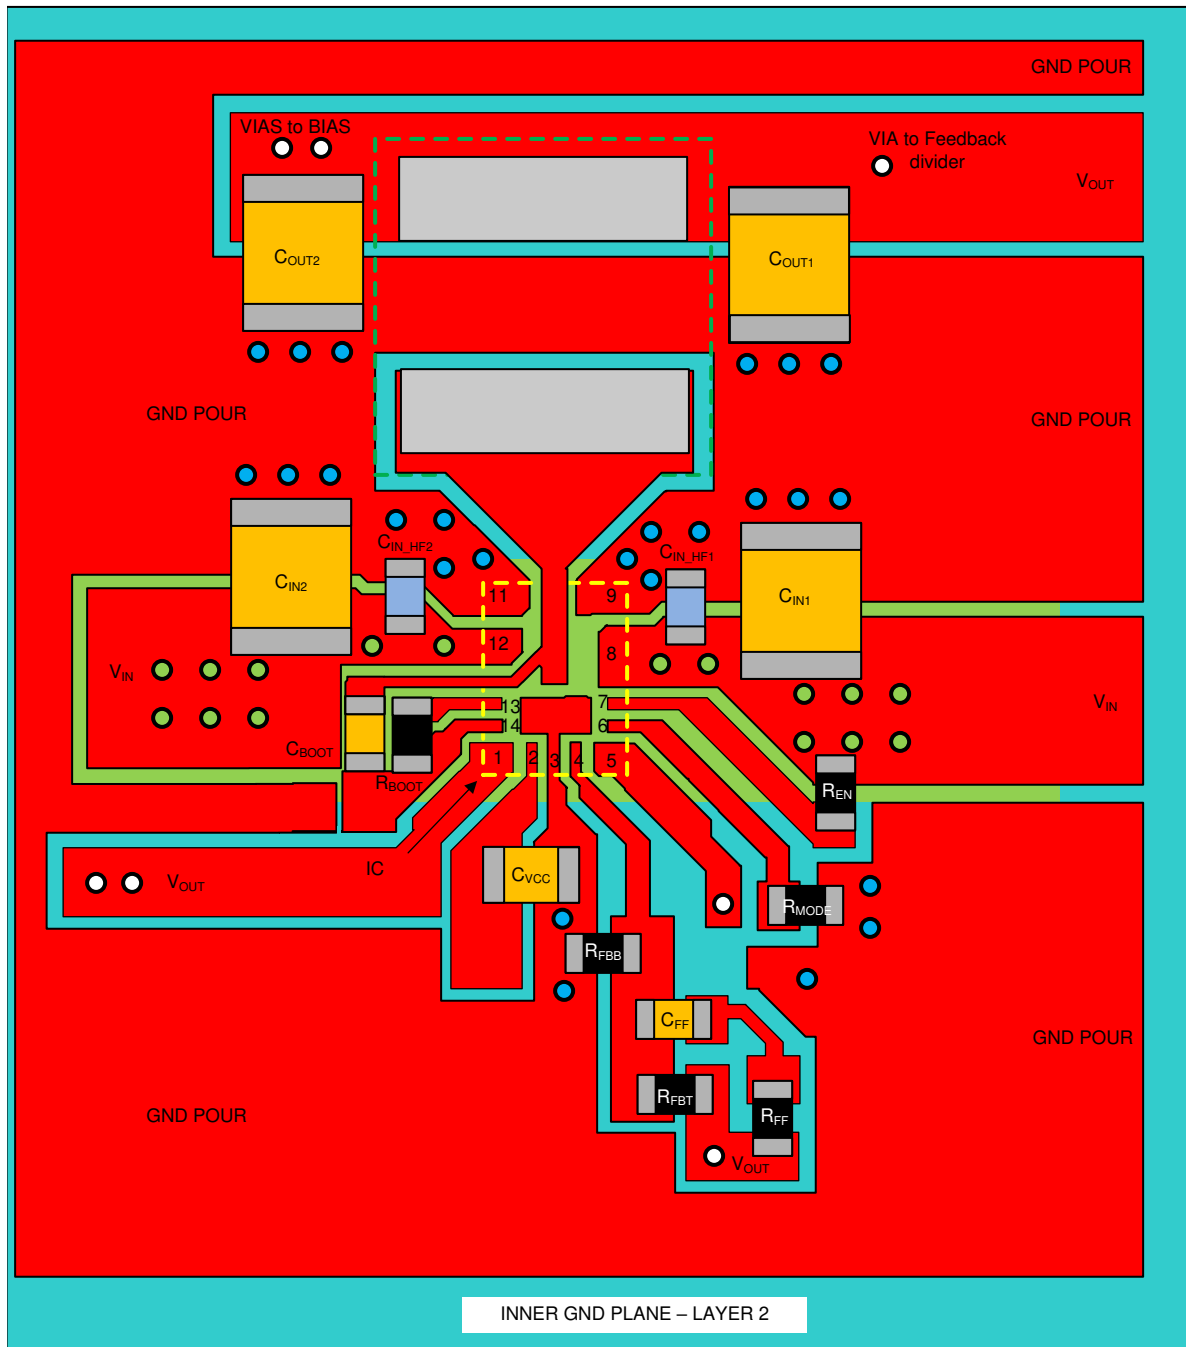 GND POUR
VIAS to BIAS
VIA to Feedback
divider
VOUT
COUT2
COUT1
GND POUR
GND POUR
CIN_HF2
CIN_HF1
CIN2
CIN1
11
9
12
8
VIN
VIN
13
7
14
6
CBOOT
1
2
3
4
5
RBOOT
REN
IC
VOUT
CVCC
RMODE
RFBB
CFF
GND POUR
RFBT
RFF
GND POUR
VOUT
INNER GND PLANE – LAYER 2